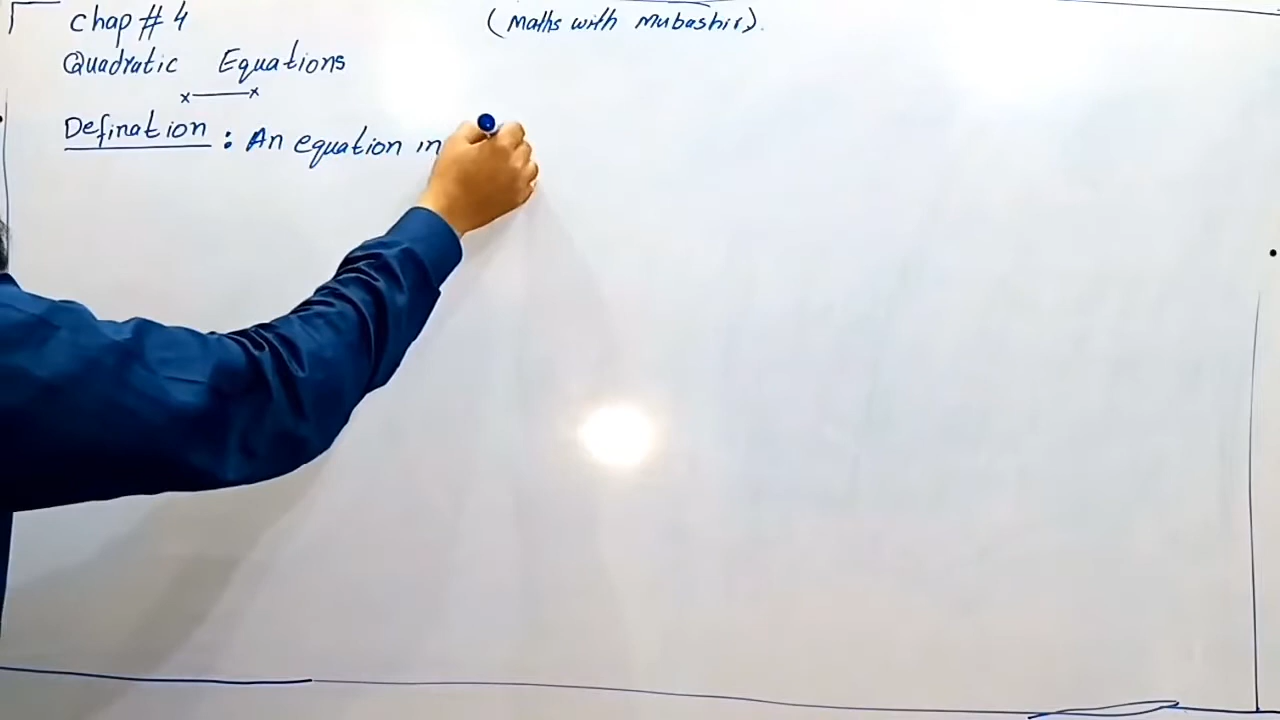 Chap # 4
(Maths with Mubashir).
Quadratic Equations
Defination : An equation in